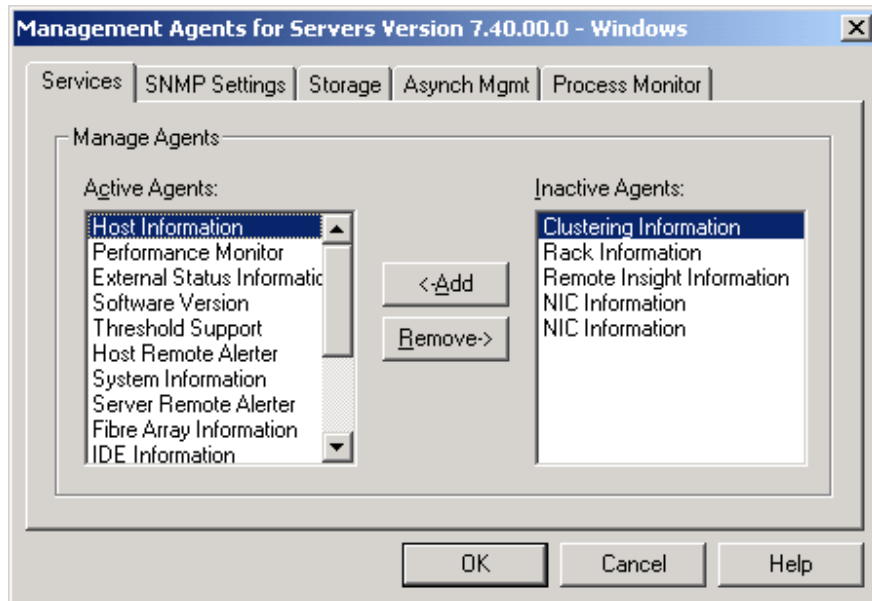 Management Agents for Servers Version 7.40.00.0 - Windows
Services SNMP Settings Storage Asynch Mgmt Process Monitor
Manage Agents
Active Agents:
Host Information
Performance Monitor
External Status Informatic
Software Version
Threshold Support
Host Remote Alerter
System Information
Server Remote Alerter
Fibre Array Information
IDE Information
<-Add
Remove->
Inactive Agents:
Clustering Information
Rack Information
Remote Insight Information
NIC Information
NIC Information
OK Cancel Help